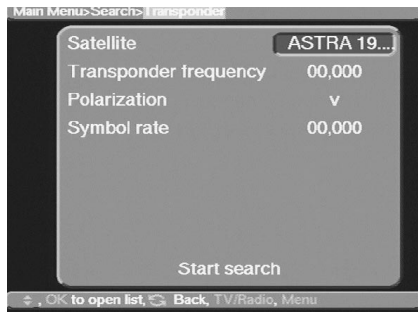 Main Menu>Search>Transponder
Satellite ASTRA 19...
Transponder frequency 00,000
Polarization v
Symbol rate 00,000
Start search
, OK to open list, Back, TV/Radio, Menu